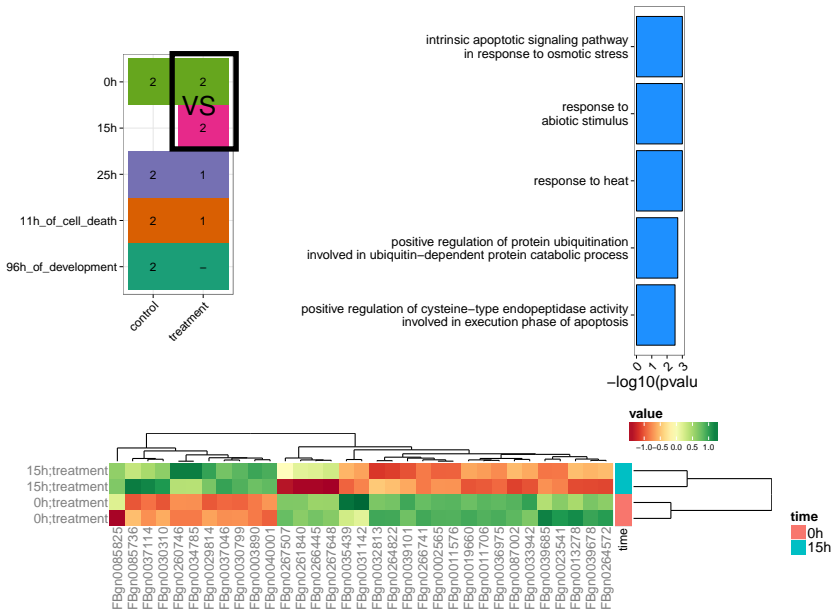 0h
15h
25h
11h_of_cell_death
96h_of_development
2
2
VS
2
2
1
2
1
2
–
control
treatment
intrinsic apoptotic signaling pathway
in response to osmotic stress
response to
abiotic stimulus
response to heat
positive regulation of protein ubiquitination
involved in ubiquitin−dependent protein catabolic process
positive regulation of cysteine−type endopeptidase activity
involved in execution phase of apoptosis
0 1 2 3
−log10(pvalu
value
−1.0 −0.5 0.0 0.5 1.0
15h;treatment
15h;treatment
0h;treatment
0h;treatment
FBgn0085825
FBgn0085736
FBgn0037114
FBgn0030310
FBgn0260746
FBgn0034785
FBgn0029814
FBgn0037046
FBgn0030799
FBgn0003890
FBgn0040001
FBgn0267507
FBgn0261840
FBgn0266445
FBgn0267648
FBgn0035439
FBgn0031142
FBgn0032813
FBgn0264822
FBgn0039101
FBgn0266741
FBgn0002565
FBgn0011576
FBgn0019660
FBgn0011706
FBgn0036975
FBgn0087002
FBgn0033942
FBgn0039685
FBgn0023541
FBgn0013278
FBgn0039678
FBgn0264572
time
time
0h
15h